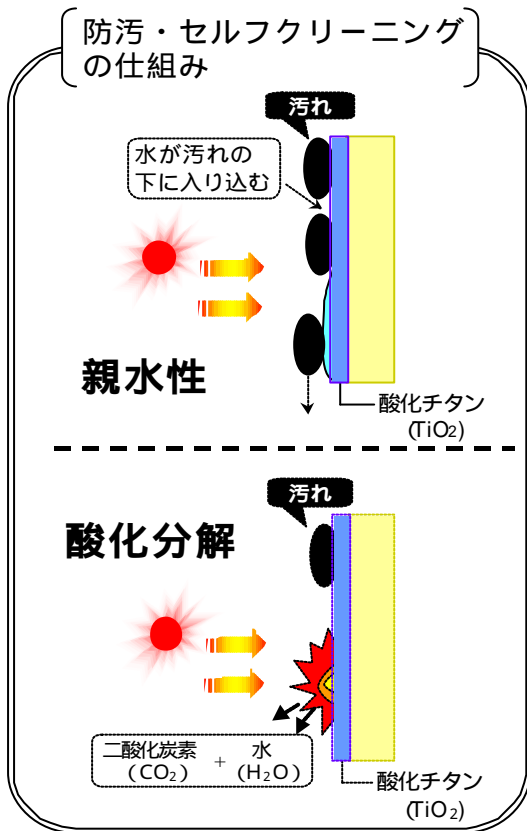 防汚・セルフクリーニング
の仕組み
汚れ
水が汚れの
下に入り込む
親水性
酸化チタン
(TiO₂)
汚れ
酸化分解
二酸化炭素 + 水
(CO₂) (H₂O)
酸化チタン
(TiO₂)